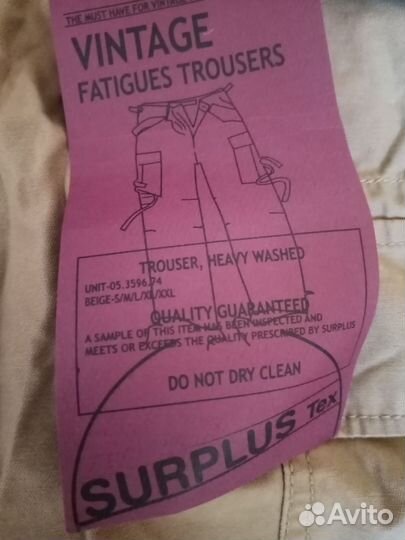 THE MUST HAVE FOR VINTAGE
VINTAGE
FATIGUES TROUSERS
TROUSER, HEAVY WASHED
UNIT-05.3596.74
BEIGE-S/M/L/XL/XXL
QUALITY GUARANTEED
A SAMPLE OF THIS ITEM HAS BEEN INSPECTED AND
MEETS OR EXCEEDS THE QUALITY PRESCRIBED BY SURPLUS
DO NOT DRY CLEAN
SURPLUS Tex
Avito